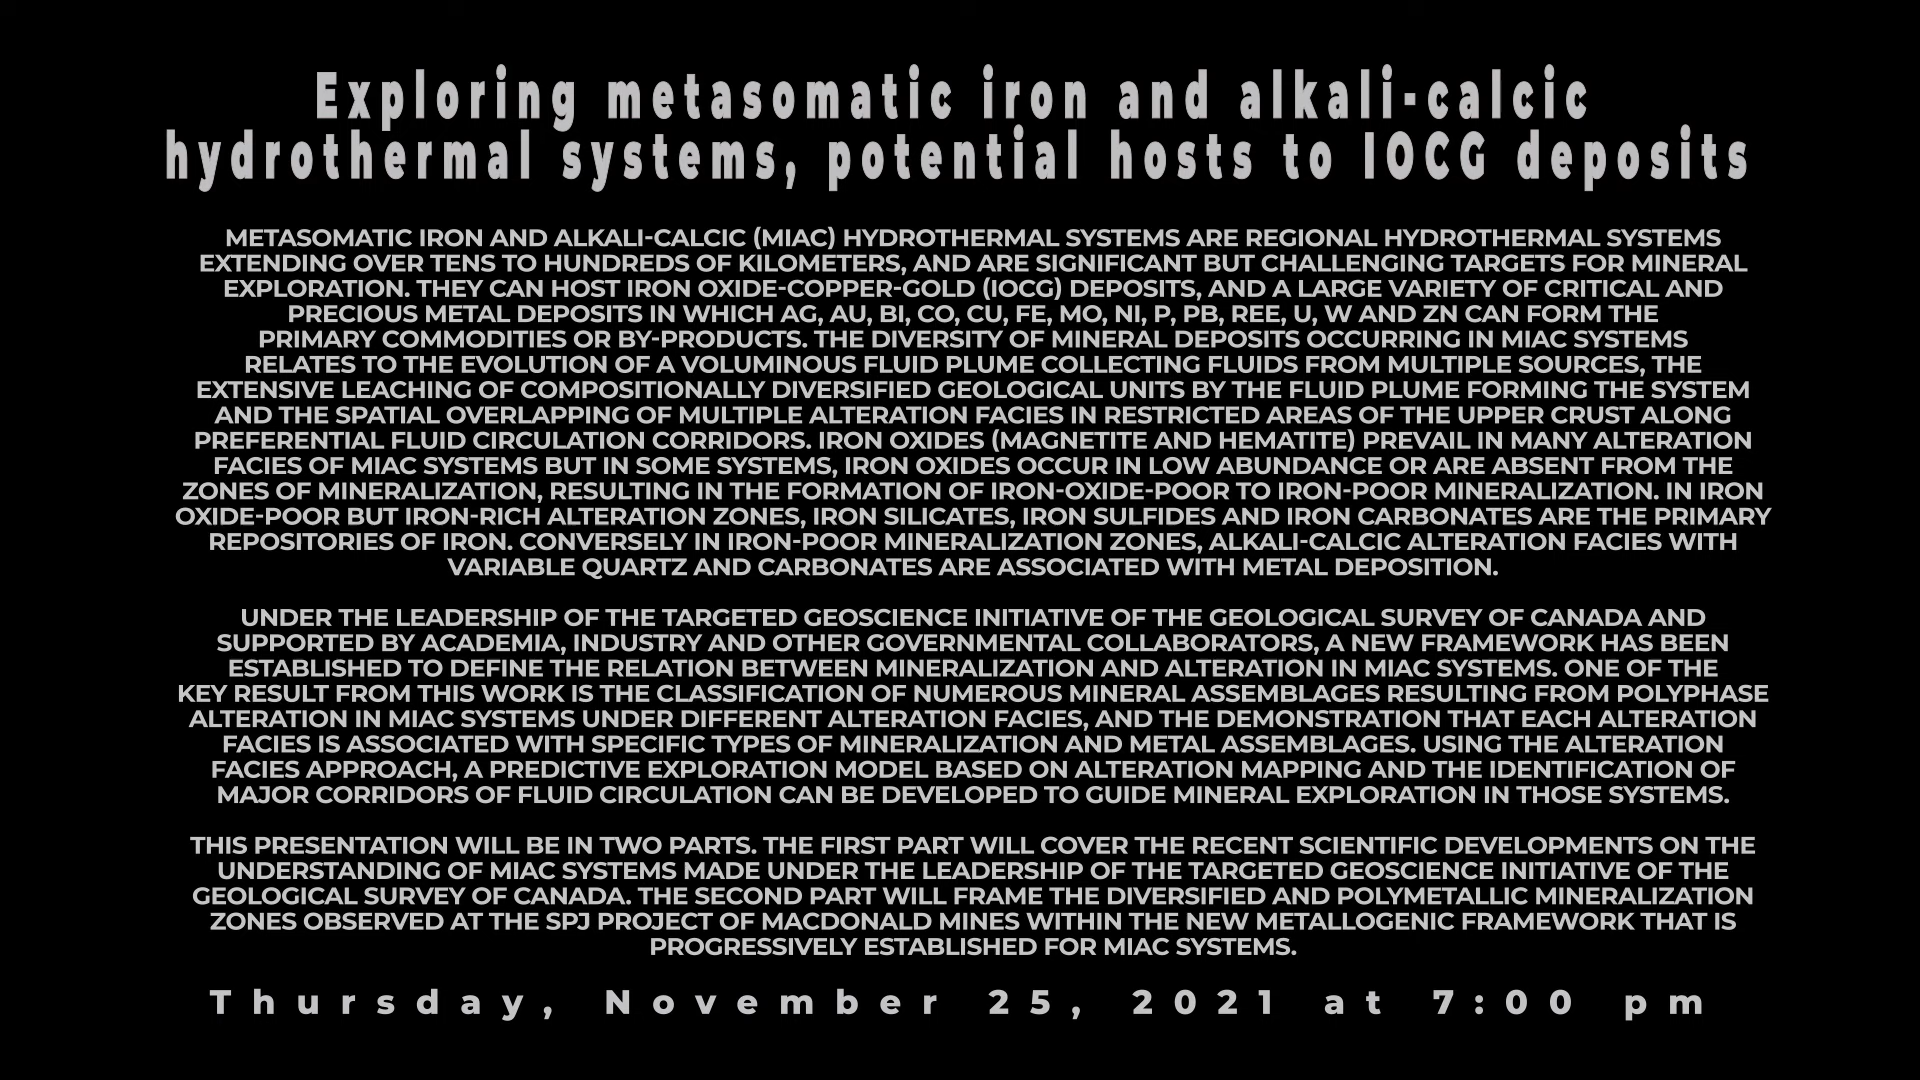 Exploring metasomatic iron and alkali-calcic
hydrothermal systems, potential hosts to IOCG deposits
METASOMATIC IRON AND ALKALI-CALCIC (MIAC) HYDROTHERMAL SYSTEMS ARE REGIONAL HYDROTHERMAL SYSTEMS
EXTENDING OVER TENS TO HUNDREDS OF KILOMETERS, AND ARE SIGNIFICANT BUT CHALLENGING TARGETS FOR MINERAL
EXPLORATION. THEY CAN HOST IRON OXIDE-COPPER-GOLD (IOCG) DEPOSITS, AND A LARGE VARIETY OF CRITICAL AND
PRECIOUS METAL DEPOSITS IN WHICH AG, AU, BI, CO, CU, FE, MO, NI, P, PB, REE, U, W AND ZN CAN FORM THE
PRIMARY COMMODITIES OR BY-PRODUCTS. THE DIVERSITY OF MINERAL DEPOSITS OCCURRING IN MIAC SYSTEMS
RELATES TO THE EVOLUTION OF A VOLUMINOUS FLUID PLUME COLLECTING FLUIDS FROM MULTIPLE SOURCES, THE
EXTENSIVE LEACHING OF COMPOSITIONALLY DIVERSIFIED GEOLOGICAL UNITS BY THE FLUID PLUME FORMING THE SYSTEM
AND THE SPATIAL OVERLAPPING OF MULTIPLE ALTERATION FACIES IN RESTRICTED AREAS OF THE UPPER CRUST ALONG
PREFERENTIAL FLUID CIRCULATION CORRIDORS. IRON OXIDES (MAGNETITE AND HEMATITE) PREVAIL IN MANY ALTERATION
FACIES OF MIAC SYSTEMS BUT IN SOME SYSTEMS, IRON OXIDES OCCUR IN LOW ABUNDANCE OR ARE ABSENT FROM THE
ZONES OF MINERALIZATION, RESULTING IN THE FORMATION OF IRON-OXIDE-POOR TO IRON-POOR MINERALIZATION. IN IRON
OXIDE-POOR BUT IRON-RICH ALTERATION ZONES, IRON SILICATES, IRON SULFIDES AND IRON CARBONATES ARE THE PRIMARY
REPOSITORIES OF IRON. CONVERSELY IN IRON-POOR MINERALIZATION ZONES, ALKALI-CALCIC ALTERATION FACIES WITH
VARIABLE QUARTZ AND CARBONATES ARE ASSOCIATED WITH METAL DEPOSITION.
UNDER THE LEADERSHIP OF THE TARGETED GEOSCIENCE INITIATIVE OF THE GEOLOGICAL SURVEY OF CANADA AND
SUPPORTED BY ACADEMIA, INDUSTRY AND OTHER GOVERNMENTAL COLLABORATORS, A NEW FRAMEWORK HAS BEEN
ESTABLISHED TO DEFINE THE RELATION BETWEEN MINERALIZATION AND ALTERATION IN MIAC SYSTEMS. ONE OF THE
KEY RESULT FROM THIS WORK IS THE CLASSIFICATION OF NUMEROUS MINERAL ASSEMBLAGES RESULTING FROM POLYPHASE
ALTERATION IN MIAC SYSTEMS UNDER DIFFERENT ALTERATION FACIES, AND THE DEMONSTRATION THAT EACH ALTERATION
FACIES IS ASSOCIATED WITH SPECIFIC TYPES OF MINERALIZATION AND METAL ASSEMBLAGES. USING THE ALTERATION
FACIES APPROACH, A PREDICTIVE EXPLORATION MODEL BASED ON ALTERATION MAPPING AND THE IDENTIFICATION OF
MAJOR CORRIDORS OF FLUID CIRCULATION CAN BE DEVELOPED TO GUIDE MINERAL EXPLORATION IN THOSE SYSTEMS.
THIS PRESENTATION WILL BE IN TWO PARTS. THE FIRST PART WILL COVER THE RECENT SCIENTIFIC DEVELOPMENTS ON THE
UNDERSTANDING OF MIAC SYSTEMS MADE UNDER THE LEADERSHIP OF THE TARGETED GEOSCIENCE INITIATIVE OF THE
GEOLOGICAL SURVEY OF CANADA. THE SECOND PART WILL FRAME THE DIVERSIFIED AND POLYMETALLIC MINERALIZATION
ZONES OBSERVED AT THE SPJ PROJECT OF MACDONALD MINES WITHIN THE NEW METALLOGENIC FRAMEWORK THAT IS
PROGRESSIVELY ESTABLISHED FOR MIAC SYSTEMS.
Thursday, November 25, 2021 at 7:00 pm